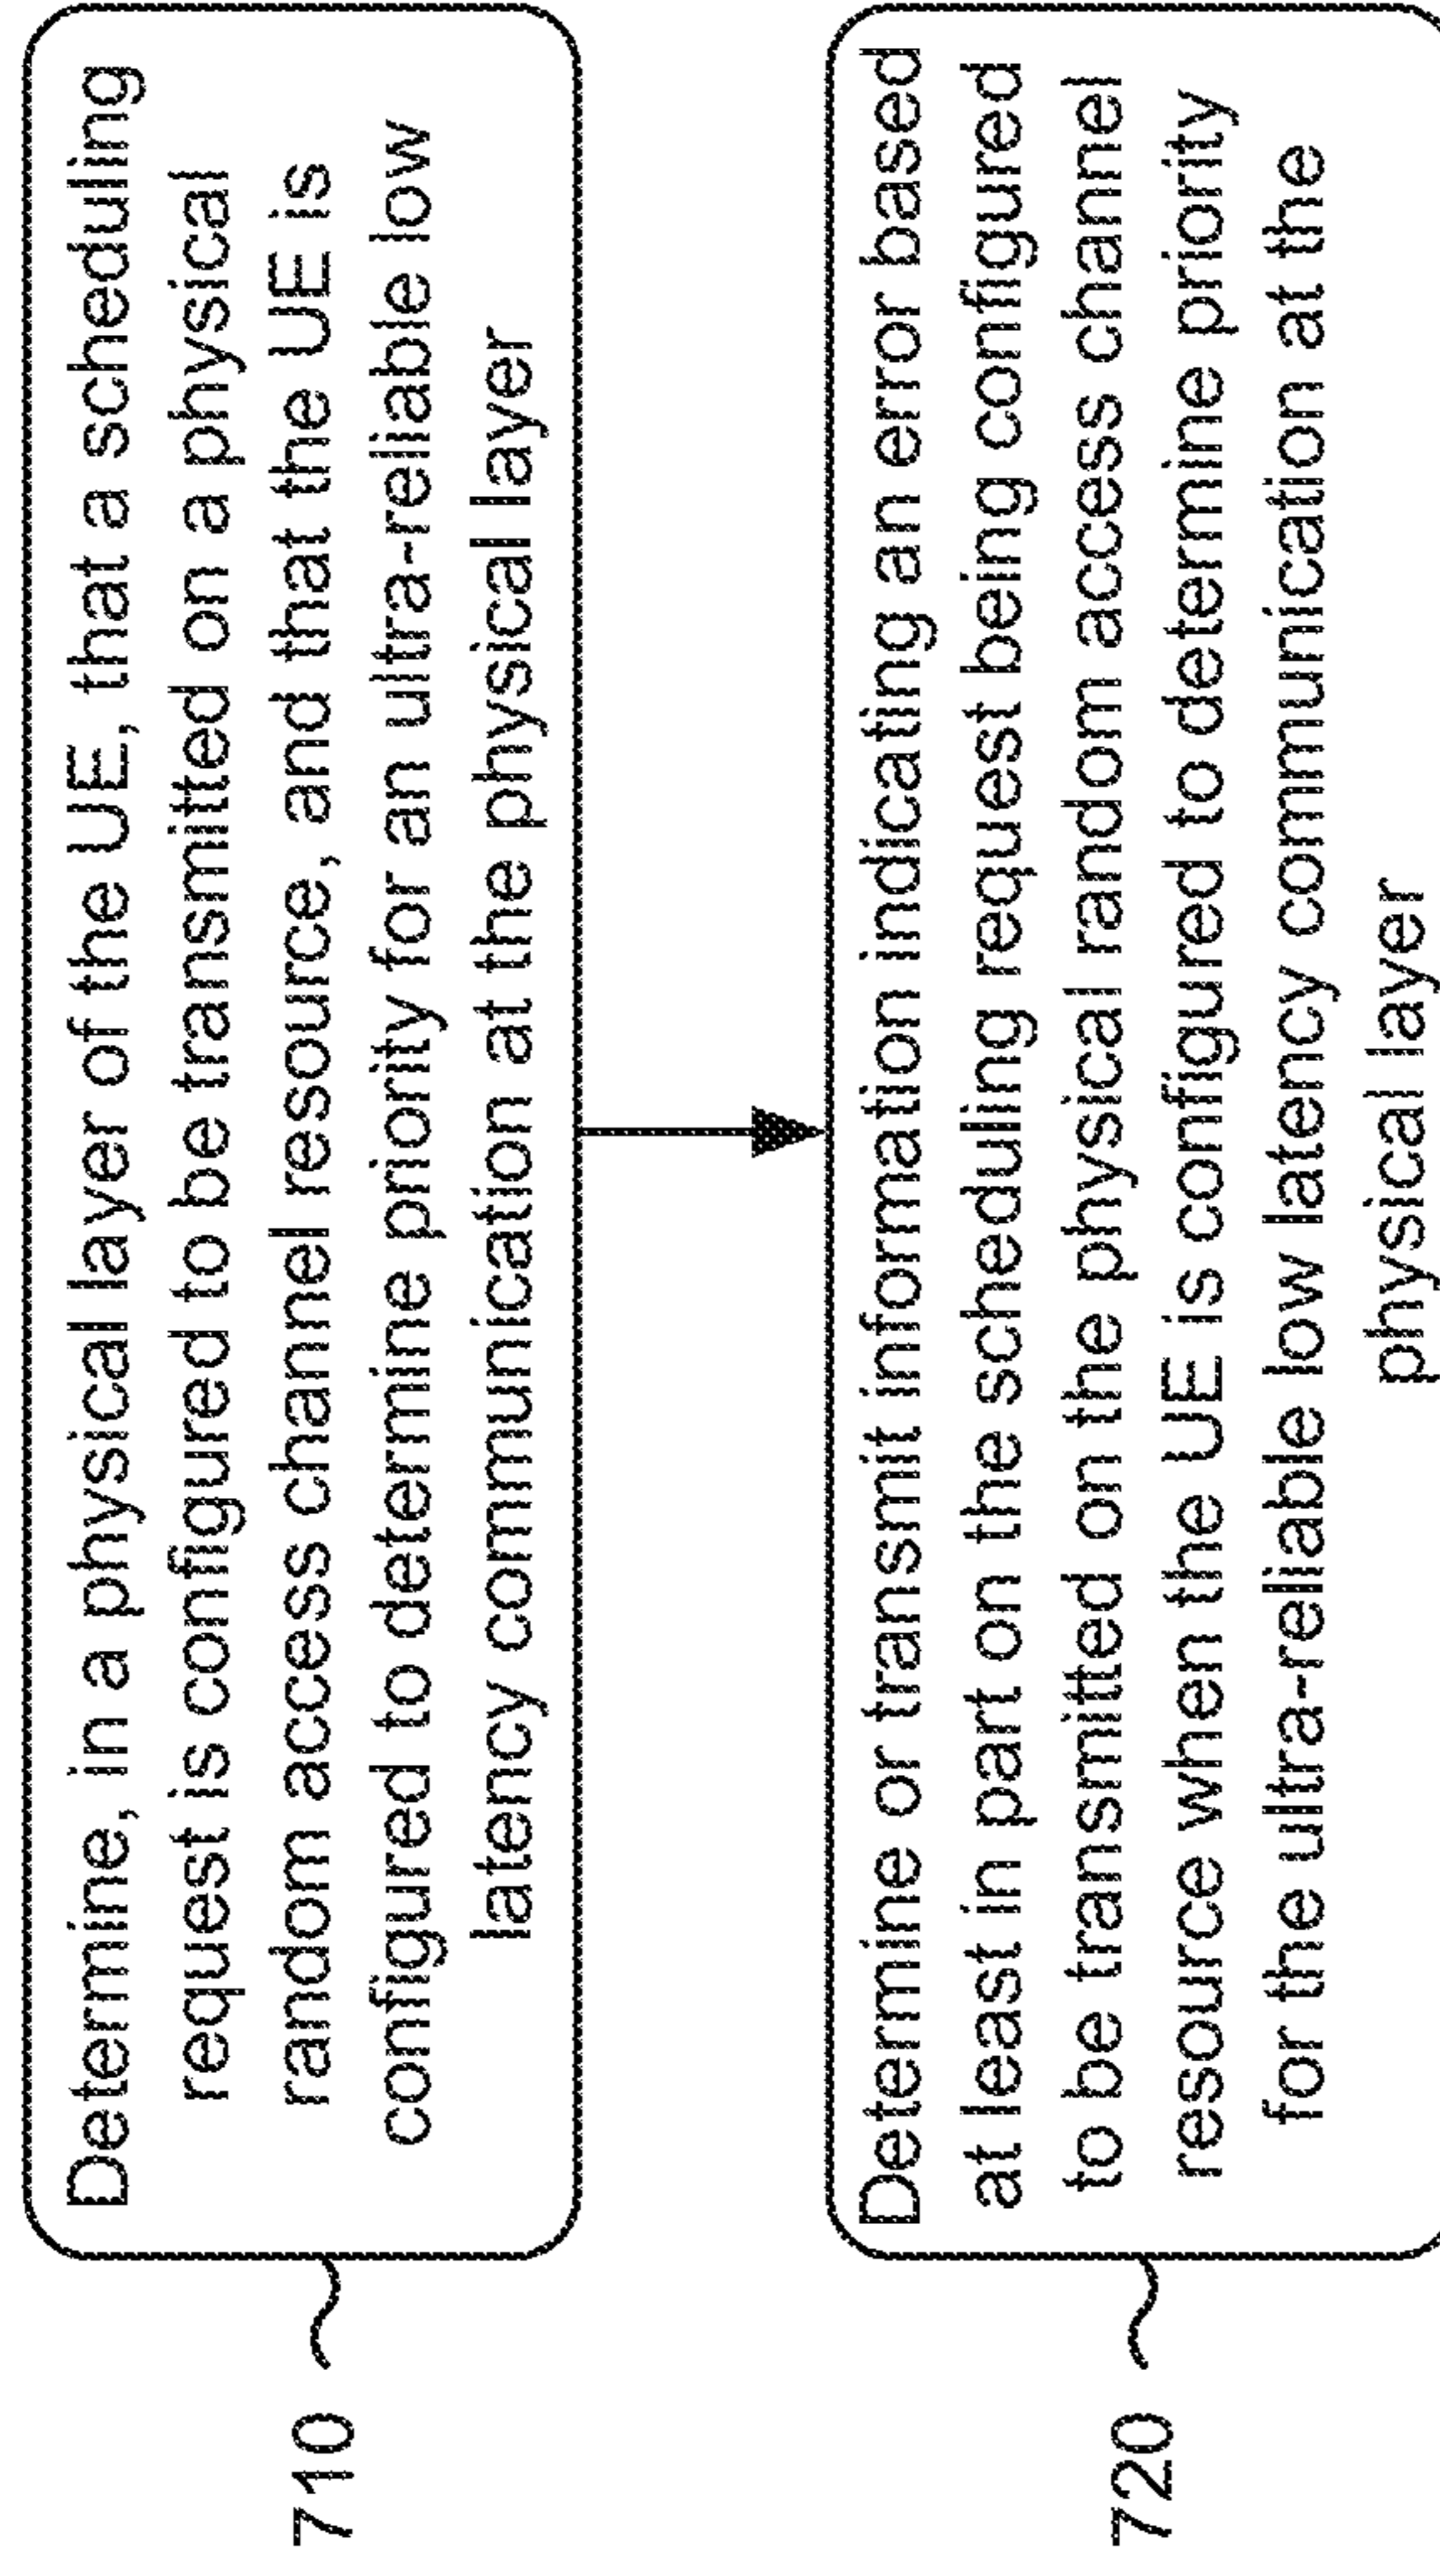 710
Determine, in a physical layer of the UE, that a scheduling
request is configured to be transmitted on a physical
random access channel resource, and that the UE is
configured to determine priority for an ultra-reliable low
latency communication at the physical layer
720
Determine or transmit information indicating an error based
at least in part on the scheduling request being configured
to be transmitted on the physical random access channel
resource when the UE is configured to determine priority
for the ultra-reliable low latency communication at the
physical layer